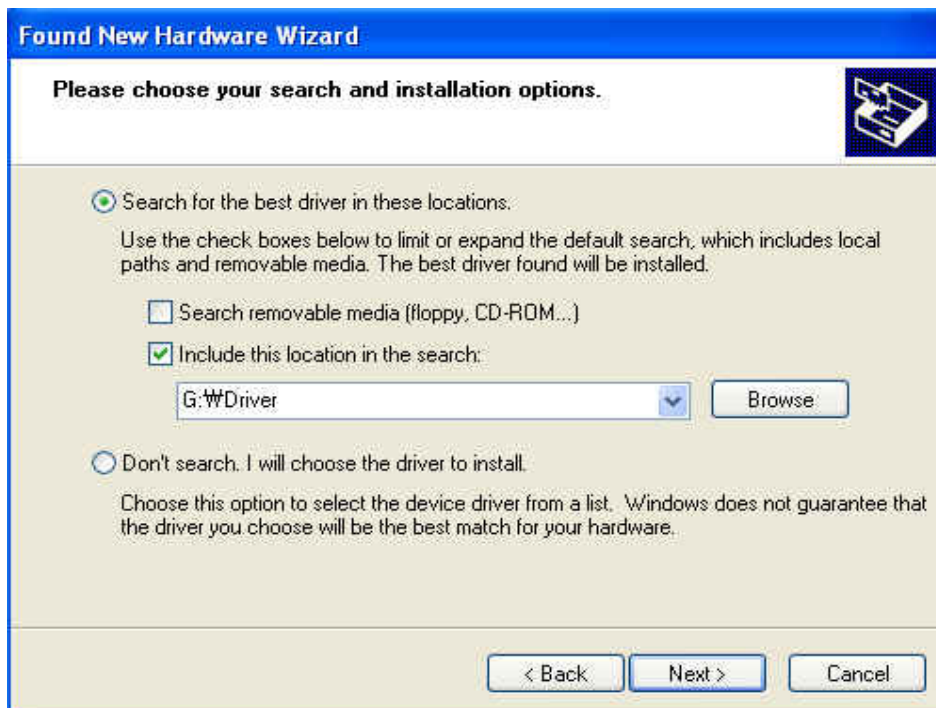 Found New Hardware Wizard
Please choose your search and installation options.
Search for the best driver in these locations.
Use the check boxes below to limit or expand the default search, which includes local
paths and removable media. The best driver found will be installed.
Search removable media (floppy, CD-ROM...)
Include this location in the search:
G:₩Driver
Browse
Don't search. I will choose the driver to install.
Choose this option to select the device driver from a list. Windows does not guarantee that
the driver you choose will be the best match for your hardware.
< Back
Next >
Cancel